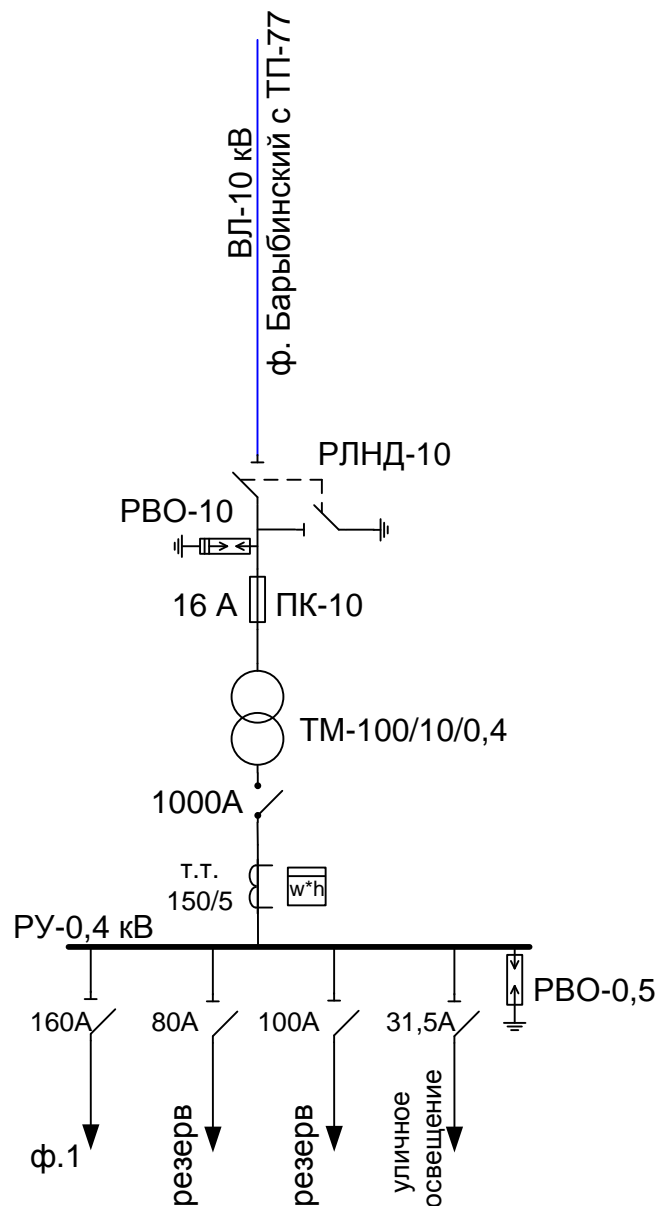 ВЛ-10 кВ
ф. Барыбинский с ТП-77
РЛНД-10
РВО-10
16 А
ПК-10
ТМ-100/10/0,4
1000А
т.т.
150/5
w*h
РУ-0,4 кВ
РВО-0,5
160А
80А
100А
31,5А
ф.1
резерв
резерв
уличное
освещение